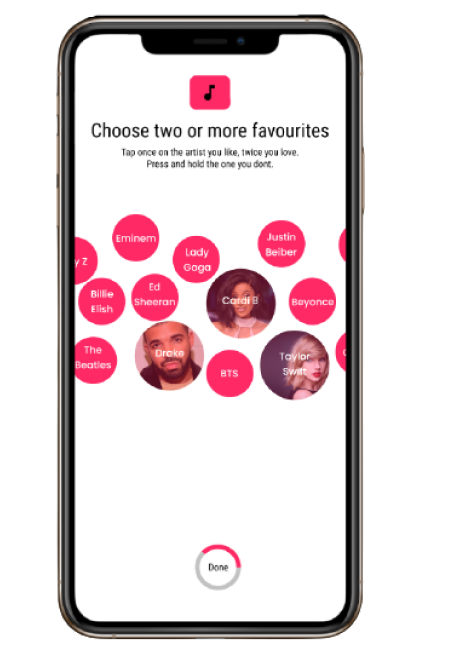 Choose two or more favourites
Tap once on the artist you like, twice you love.
Press and hold the one you dont.
Eminem
Justin
Beiber
Lady
Goga
y Z
Billie
Elish
Ed
Sheeran
Cardi B
Beyonce
The
Beatles
Drake
BTS
Taylor
Swift
Done